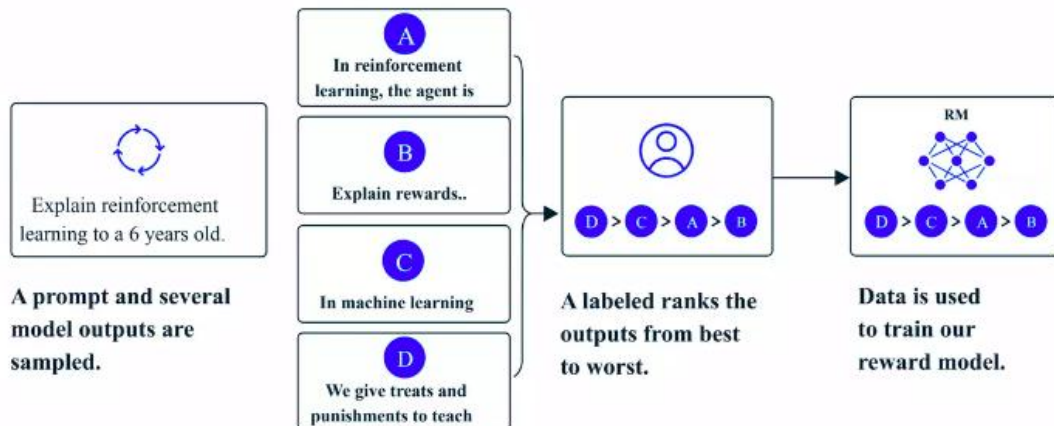 Explain reinforcement
learning to a 6 years old.
A prompt and several
model outputs are
sampled.
A
In reinforcement
learning, the agent is
B
Explain rewards..
C
In machine learning
D
We give treats and
punishments to teach
D > C > A > B
A labeled ranks the
outputs from best
to worst.
RM
D > C > A > B
Data is used
to train our
reward model.